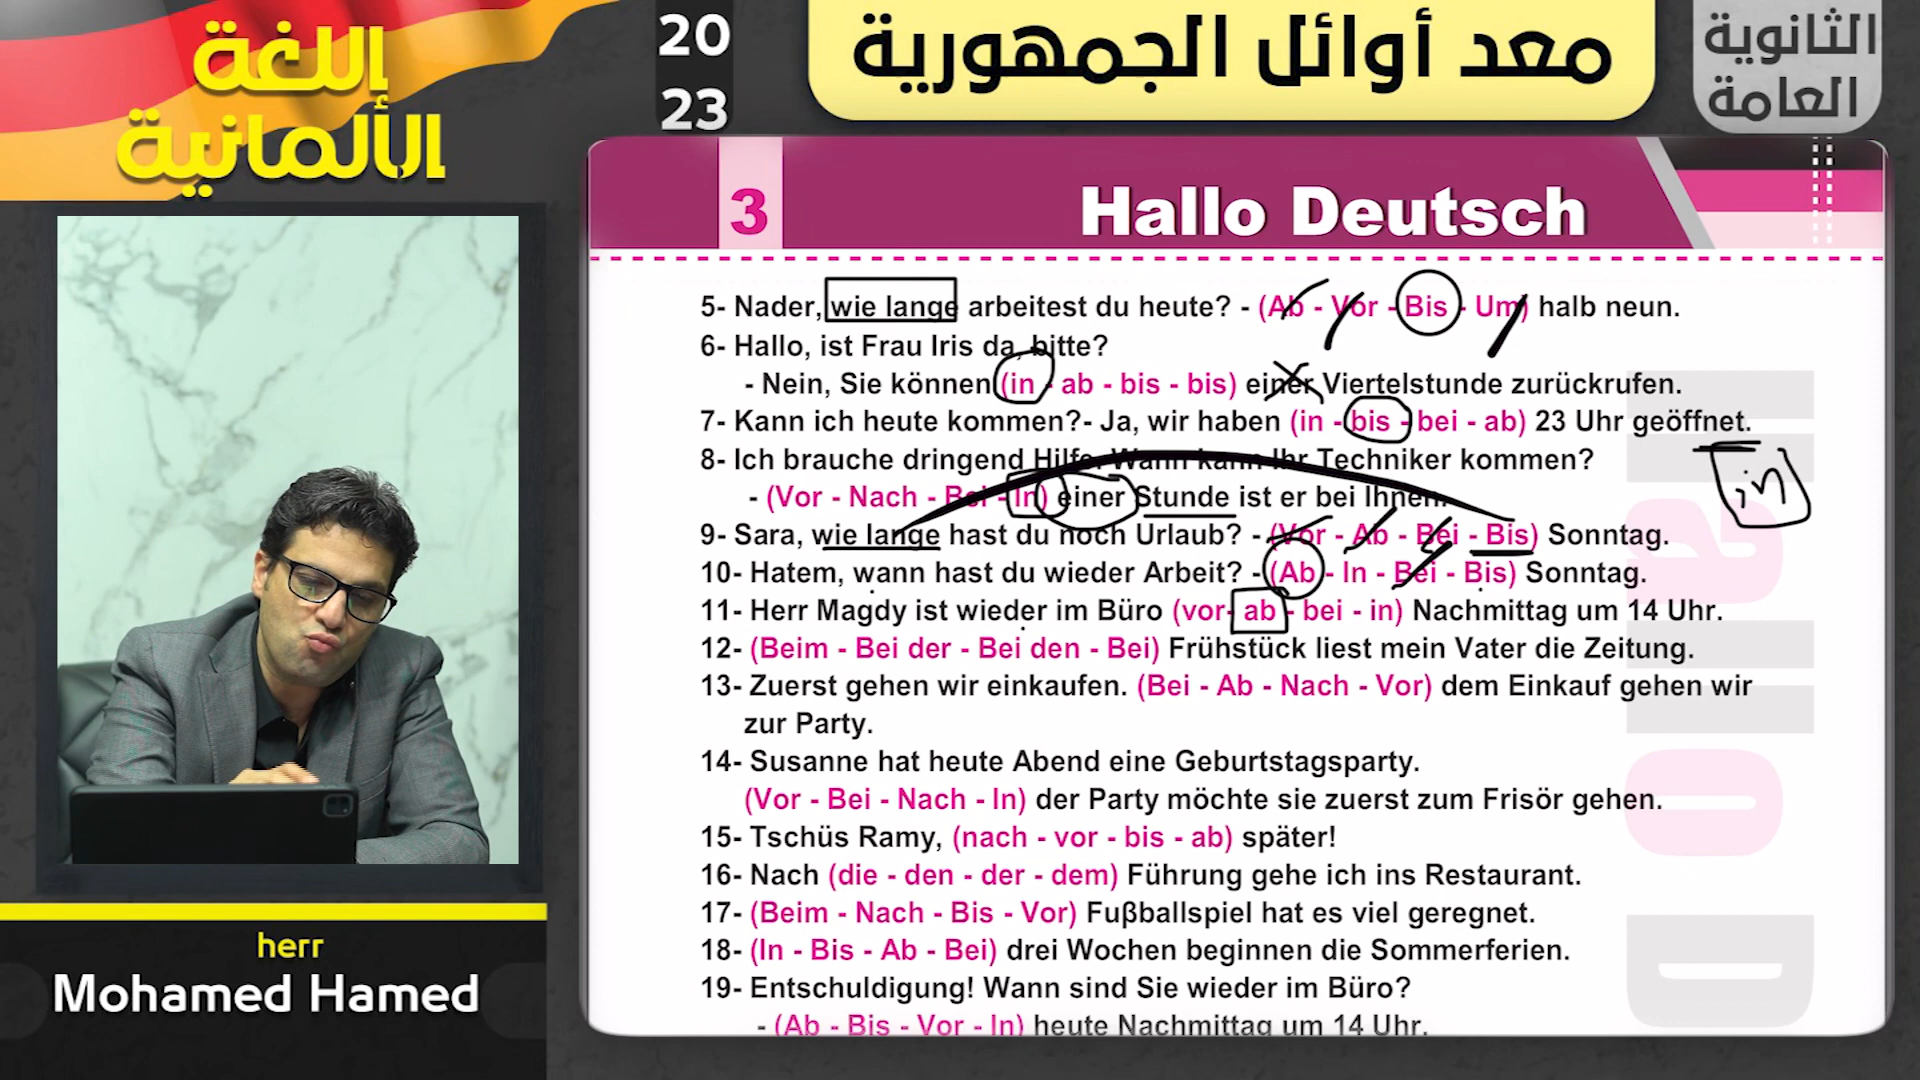 اللغة
الألمانية
20
23
معد أوائل الجمهورية
الثانوية
العامة
3
Hallo Deutsch
5- Nader, wie lange arbeitest du heute? - (Ab - Vor - Bis - Um) halb neun.
6- Hallo, ist Frau Iris da, bitte?
- Nein, Sie können (in - ab - bis - bis) einer Viertelstunde zurückrufen.
7- Kann ich heute kommen?- Ja, wir haben (in - bis - bei - ab) 23 Uhr geöffnet.
8- Ich brauche dringend Hilfe. Wann kann Ihr Techniker kommen?
- (Vor - Nach - Bei - In) einer Stunde ist er bei Ihnen.
in
9- Sara, wie lange hast du noch Urlaub? - (Vor - Ab - Bei - Bis) Sonntag.
10- Hatem, wann hast du wieder Arbeit? - (Ab - In - Bei - Bis) Sonntag.
11- Herr Magdy ist wieder im Büro (vor- ab - bei - in) Nachmittag um 14 Uhr.
12- (Beim - Bei der - Bei den - Bei) Frühstück liest mein Vater die Zeitung.
13- Zuerst gehen wir einkaufen. (Bei - Ab - Nach - Vor) dem Einkauf gehen wir
zur Party.
14- Susanne hat heute Abend eine Geburtstagsparty.
(Vor - Bei - Nach - In) der Party möchte sie zuerst zum Frisör gehen.
15- Tschüs Ramy, (nach - vor - bis - ab) später!
16- Nach (die - den - der - dem) Führung gehe ich ins Restaurant.
17- (Beim - Nach - Bis - Vor) Fuβballspiel hat es viel geregnet.
18- (In - Bis - Ab - Bei) drei Wochen beginnen die Sommerferien.
19- Entschuldigung! Wann sind Sie wieder im Büro?
- (Ab - Bis - Vor - In) heute Nachmittag um 14 Uhr.
Hallo D
herr
Mohamed Hamed